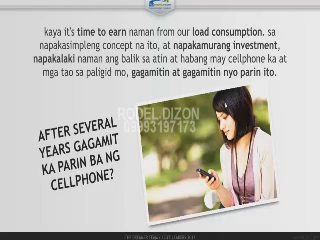 kaya it's time to earn naman from our load consumption. sa
napakasimpleng concept na ito, at napakamurang investment,
napakalaki naman ang balik sa atin at habang may cellphone ka at
mga tao sa paligid mo, gagamitin at gagamitin nyo parin ito.
RODEL DIZON
09993197173
AFTER SEVERAL
YEARS GAGAMIT
KA PARIN BA NG
CELLPHONE?